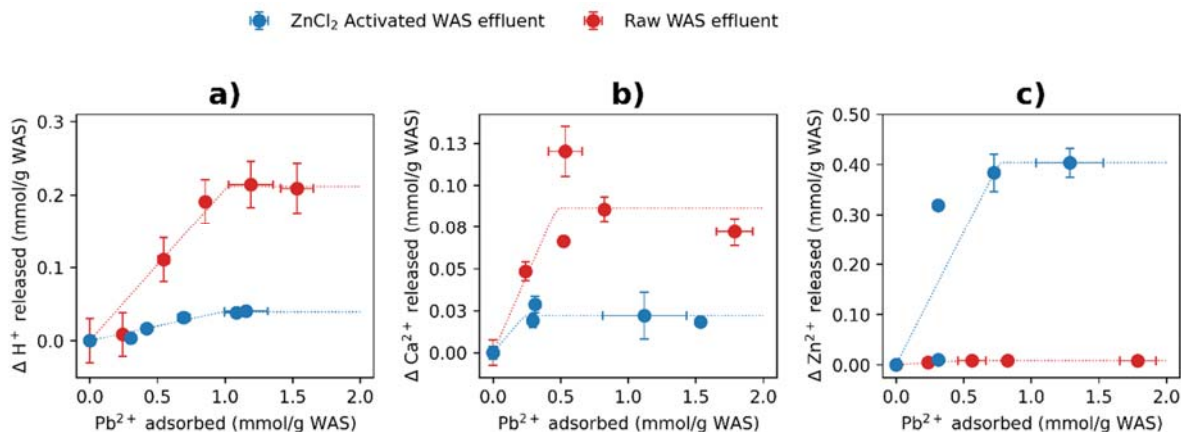 ZnCl₂ Activated WAS effluent Raw WAS effluent
a) b) c)
Δ H⁺ released (mmol/g WAS)
0.3
0.2
0.1
0.0
0.0 0.5 1.0 1.5 2.0
Pb²⁺ adsorbed (mmol/g WAS)
Δ Ca²⁺ released (mmol/g WAS)
0.13
0.10
0.08
0.05
0.03
0.00
0.0 0.5 1.0 1.5 2.0
Pb²⁺ adsorbed (mmol/g WAS)
Δ Zn²⁺ released (mmol/g WAS)
0.50
0.40
0.30
0.20
0.10
0.00
0.0 0.5 1.0 1.5 2.0
Pb²⁺ adsorbed (mmol/g WAS)